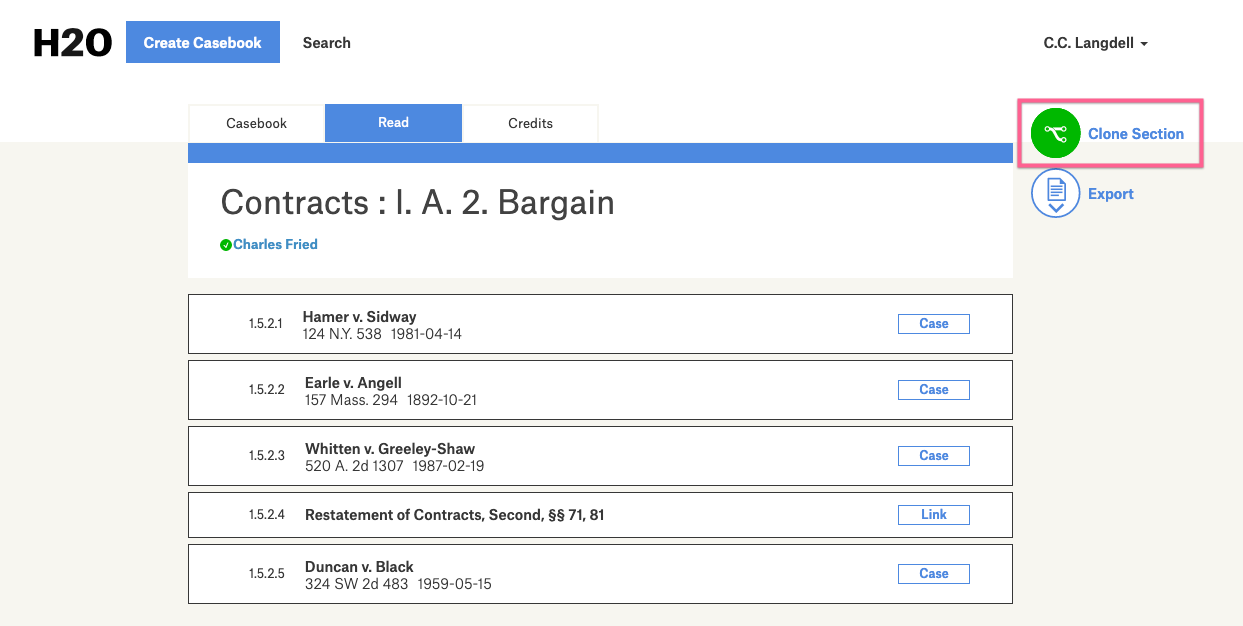 H2O Create Casebook Search C.C. Langdell
Casebook Read Credits
Clone Section
Export
Contracts : I. A. 2. Bargain
Charles Fried
1.5.2.1 Hamer v. Sidway Case
124 N.Y. 538 1981-04-14
1.5.2.2 Earle v. Angell Case
157 Mass. 294 1892-10-21
1.5.2.3 Whitten v. Greeley-Shaw Case
520 A. 2d 1307 1987-02-19
1.5.2.4 Restatement of Contracts, Second, §§ 71, 81 Link
1.5.2.5 Duncan v. Black Case
324 SW 2d 483 1959-05-15